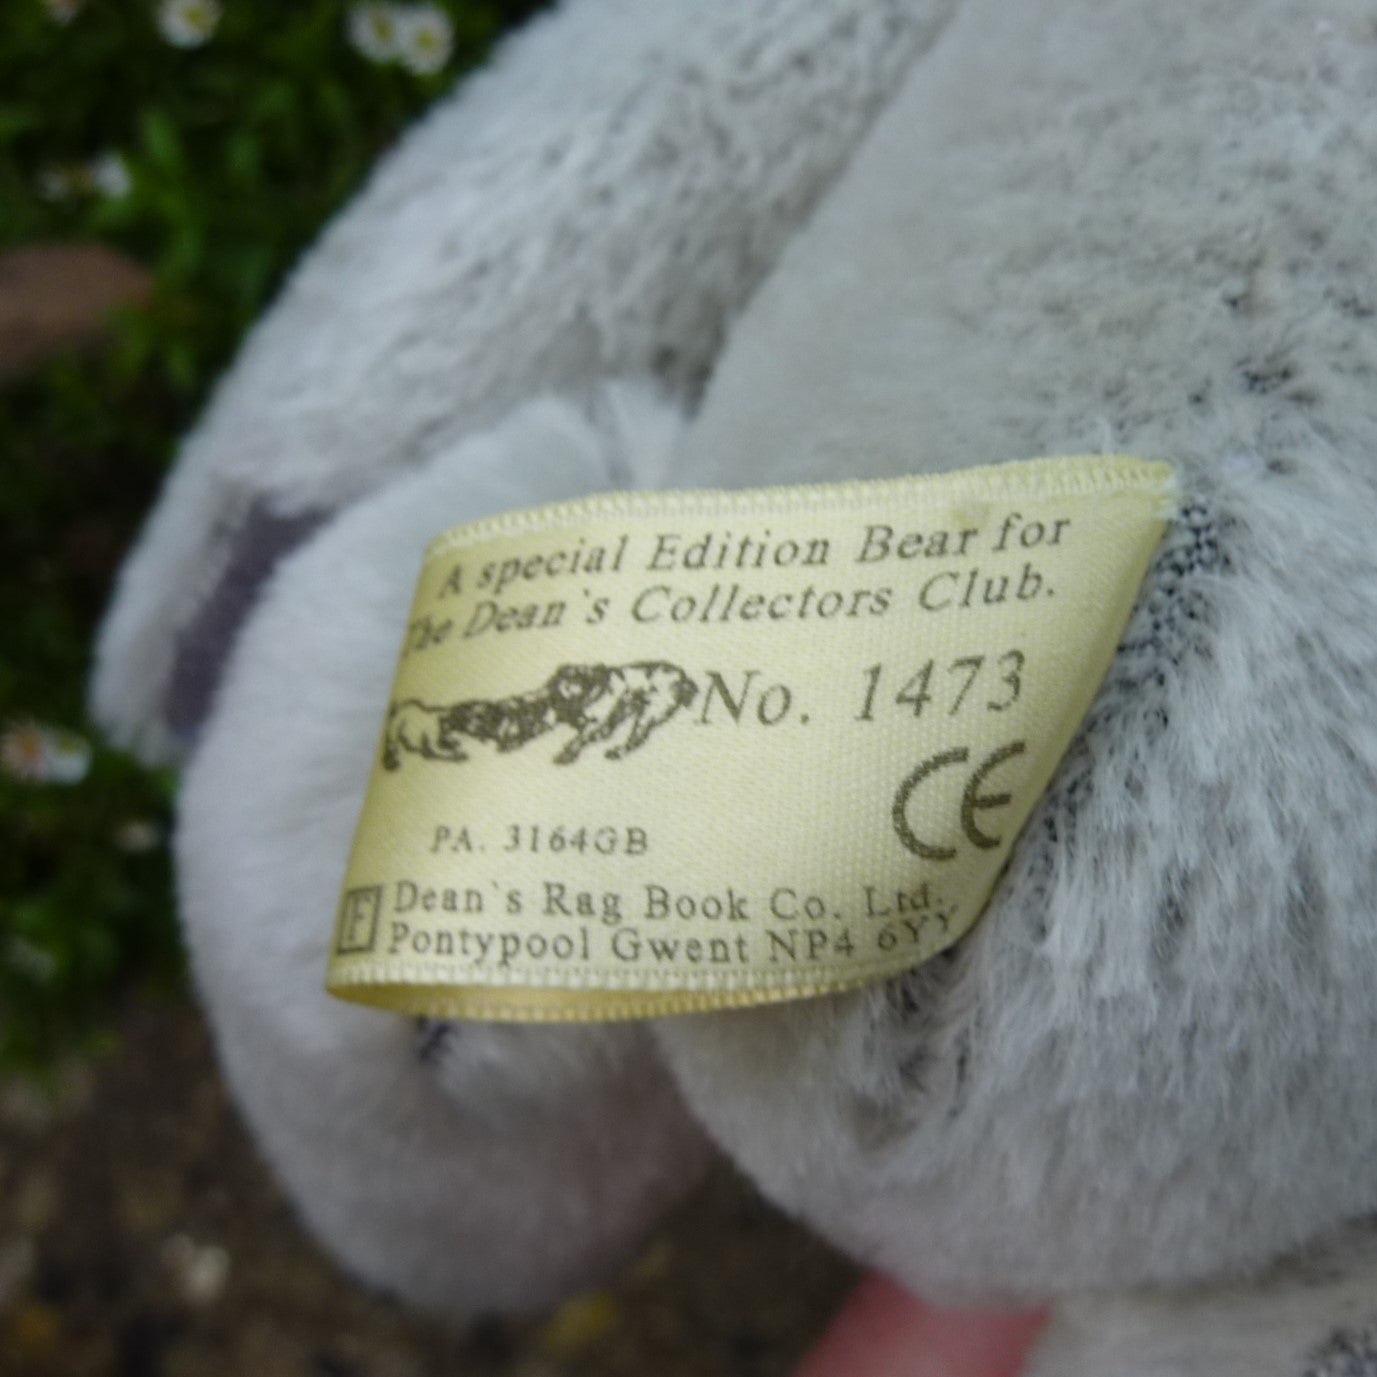 A special Edition Bear for
The Dean`s Collectors Club.
No. 1473
CE
PA. 3164GB
F Dean`s Rag Book Co. Ltd.
Pontypool Gwent NP4 6YY